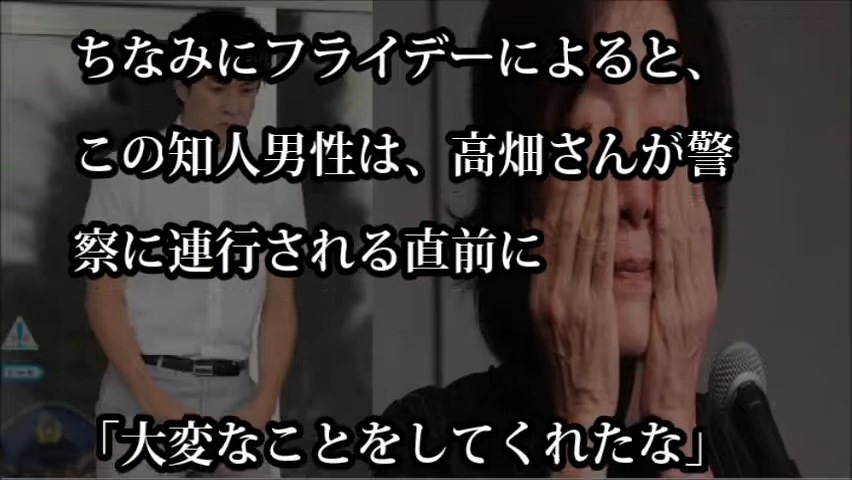 ちなみにフライデーによると、
この知人男性は、高畑さんが警
察に連行される直前に
「大変なことをしてくれたな」